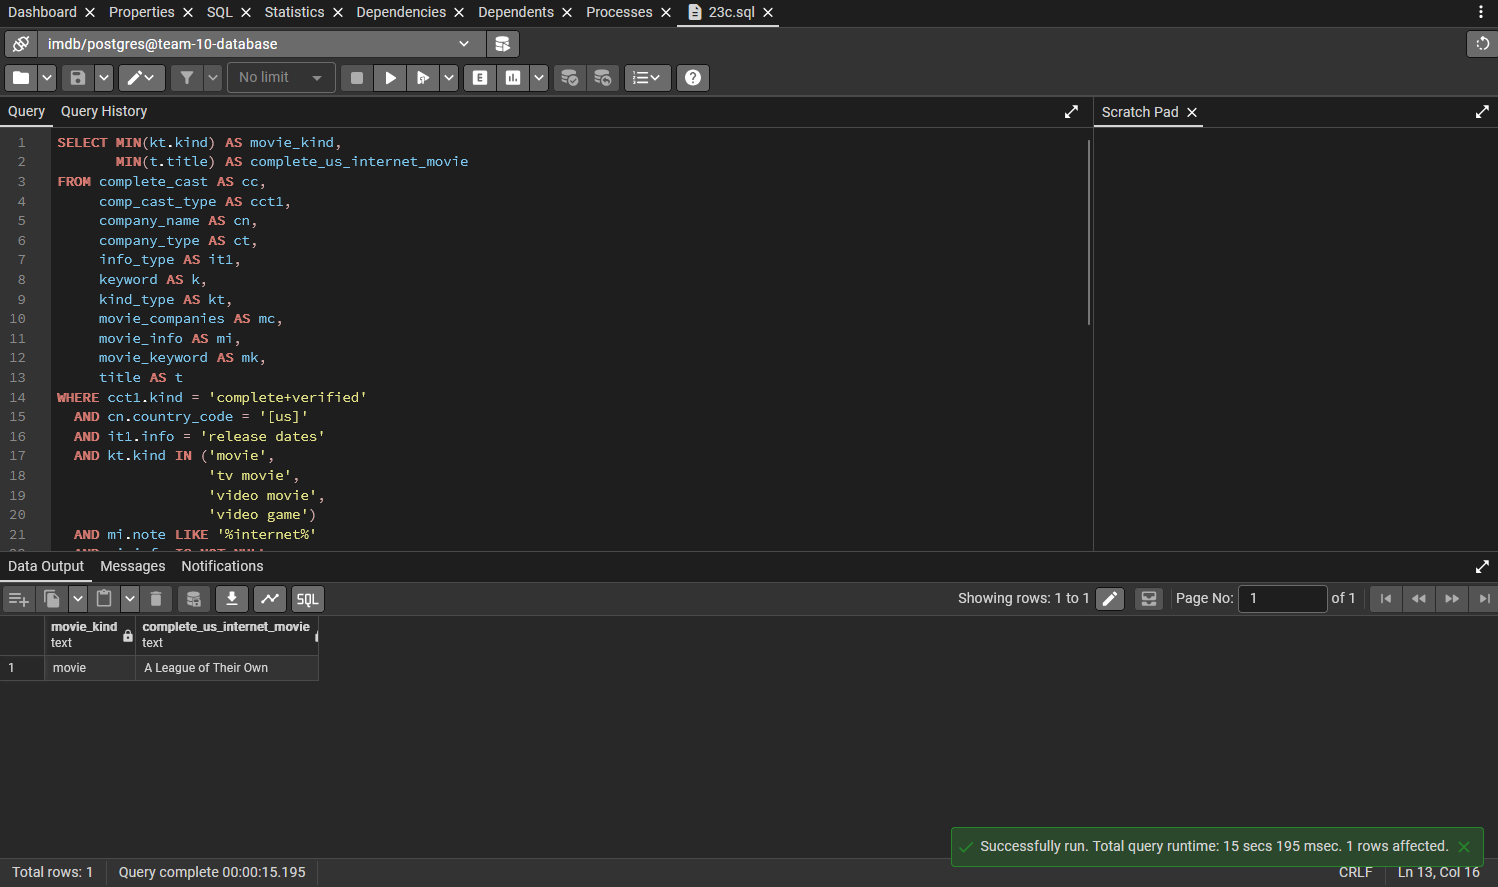 Dashboard Properties SQL Statistics Dependencies Dependents Processes 23c.sql
imdb/postgres@team-10-database
No limit
Query Query History Scratch Pad
1 SELECT MIN(kt.kind) AS movie_kind,
2 MIN(t.title) AS complete_us_internet_movie
3 FROM complete_cast AS cc,
4 comp_cast_type AS cct1,
5 company_name AS cn,
6 company_type AS ct,
7 info_type AS it1,
8 keyword AS k,
9 kind_type AS kt,
10 movie_companies AS mc,
11 movie_info AS mi,
12 movie_keyword AS mk,
13 title AS t
14 WHERE cct1.kind = 'complete+verified'
15 AND cn.country_code = '[us]'
16 AND it1.info = 'release dates'
17 AND kt.kind IN ('movie',
18 'tv movie',
19 'video movie',
20 'video game')
21 AND mi.note LIKE '%internet%'
Data Output Messages Notifications
SQL Showing rows: 1 to 1 Page No: 1 of 1
movie_kind complete_us_internet_movie
text text
1 movie A League of Their Own
Successfully run. Total query runtime: 15 secs 195 msec. 1 rows affected.
Total rows: 1 Query complete 00:00:15.195 CRLF Ln 13, Col 16